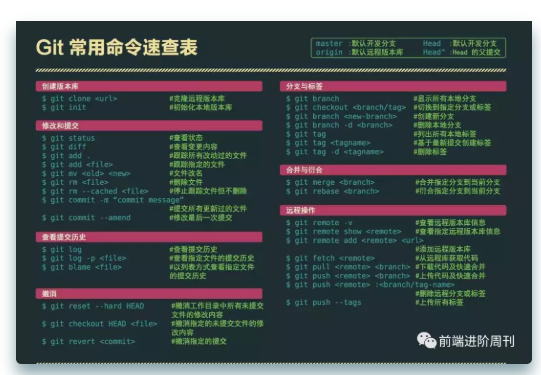 Git 常用命令速查表
master :默认开发分支 Head :默认开发分支
origin :默认远程版本库 Head^ :Head 的父提交
创建版本库
$ git clone <url> #克隆远程版本库
$ git init #初始化本地版本库
修改和提交
$ git status #查看状态
$ git diff #查看变更内容
$ git add . #跟踪所有改动过的文件
$ git add <file> #跟踪指定的文件
$ git mv <old> <new> #文件改名
$ git rm <file> #删除文件
$ git rm --cached <file> #停止跟踪文件但不删除
$ git commit -m "commit message"
#提交所有更新过的文件
$ git commit --amend #修改最后一次提交
查看提交历史
$ git log #查看提交历史
$ git log -p <file> #查看指定文件的提交历史
$ git blame <file> #以列表方式查看指定文件
的提交历史
撤消
$ git reset --hard HEAD #撤消工作目录中所有未提交
文件的修改内容
$ git checkout HEAD <file> #撤消指定的未提交文件的修
改内容
$ git revert <commit> #撤消指定的提交
分支与标签
$ git branch #显示所有本地分支
$ git checkout <branch/tag> #切换到指定分支或标签
$ git branch <new-branch> #创建新分支
$ git branch -d <branch> #删除本地分支
$ git tag #列出所有本地标签
$ git tag <tagname> #基于最新提交创建标签
$ git tag -d <tagname> #删除标签
合并与衍合
$ git merge <branch> #合并指定分支到当前分支
$ git rebase <branch> #衍合指定分支到当前分支
远程操作
$ git remote -v #查看远程版本库信息
$ git remote show <remote> #查看指定远程版本库信息
$ git remote add <remote> <url>
#添加远程版本库
$ git fetch <remote> #从远程库获取代码
$ git pull <remote> <branch> #下载代码及快速合并
$ git push <remote> <branch> #上传代码及快速合并
$ git push <remote> :<branch/tag-name>
#删除远程分支或标签
$ git push --tags #上传所有标签
前端进阶周刊